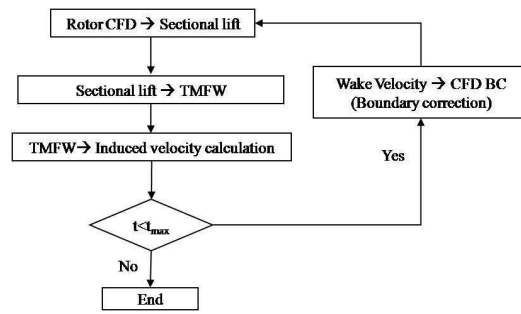 Rotor CFD → Sectional lift
Sectional lift → TMFW
TMFW → Induced velocity calculation
t<tmax
No
End
Yes
Wake Velocity → CFD BC
(Boundary correction)